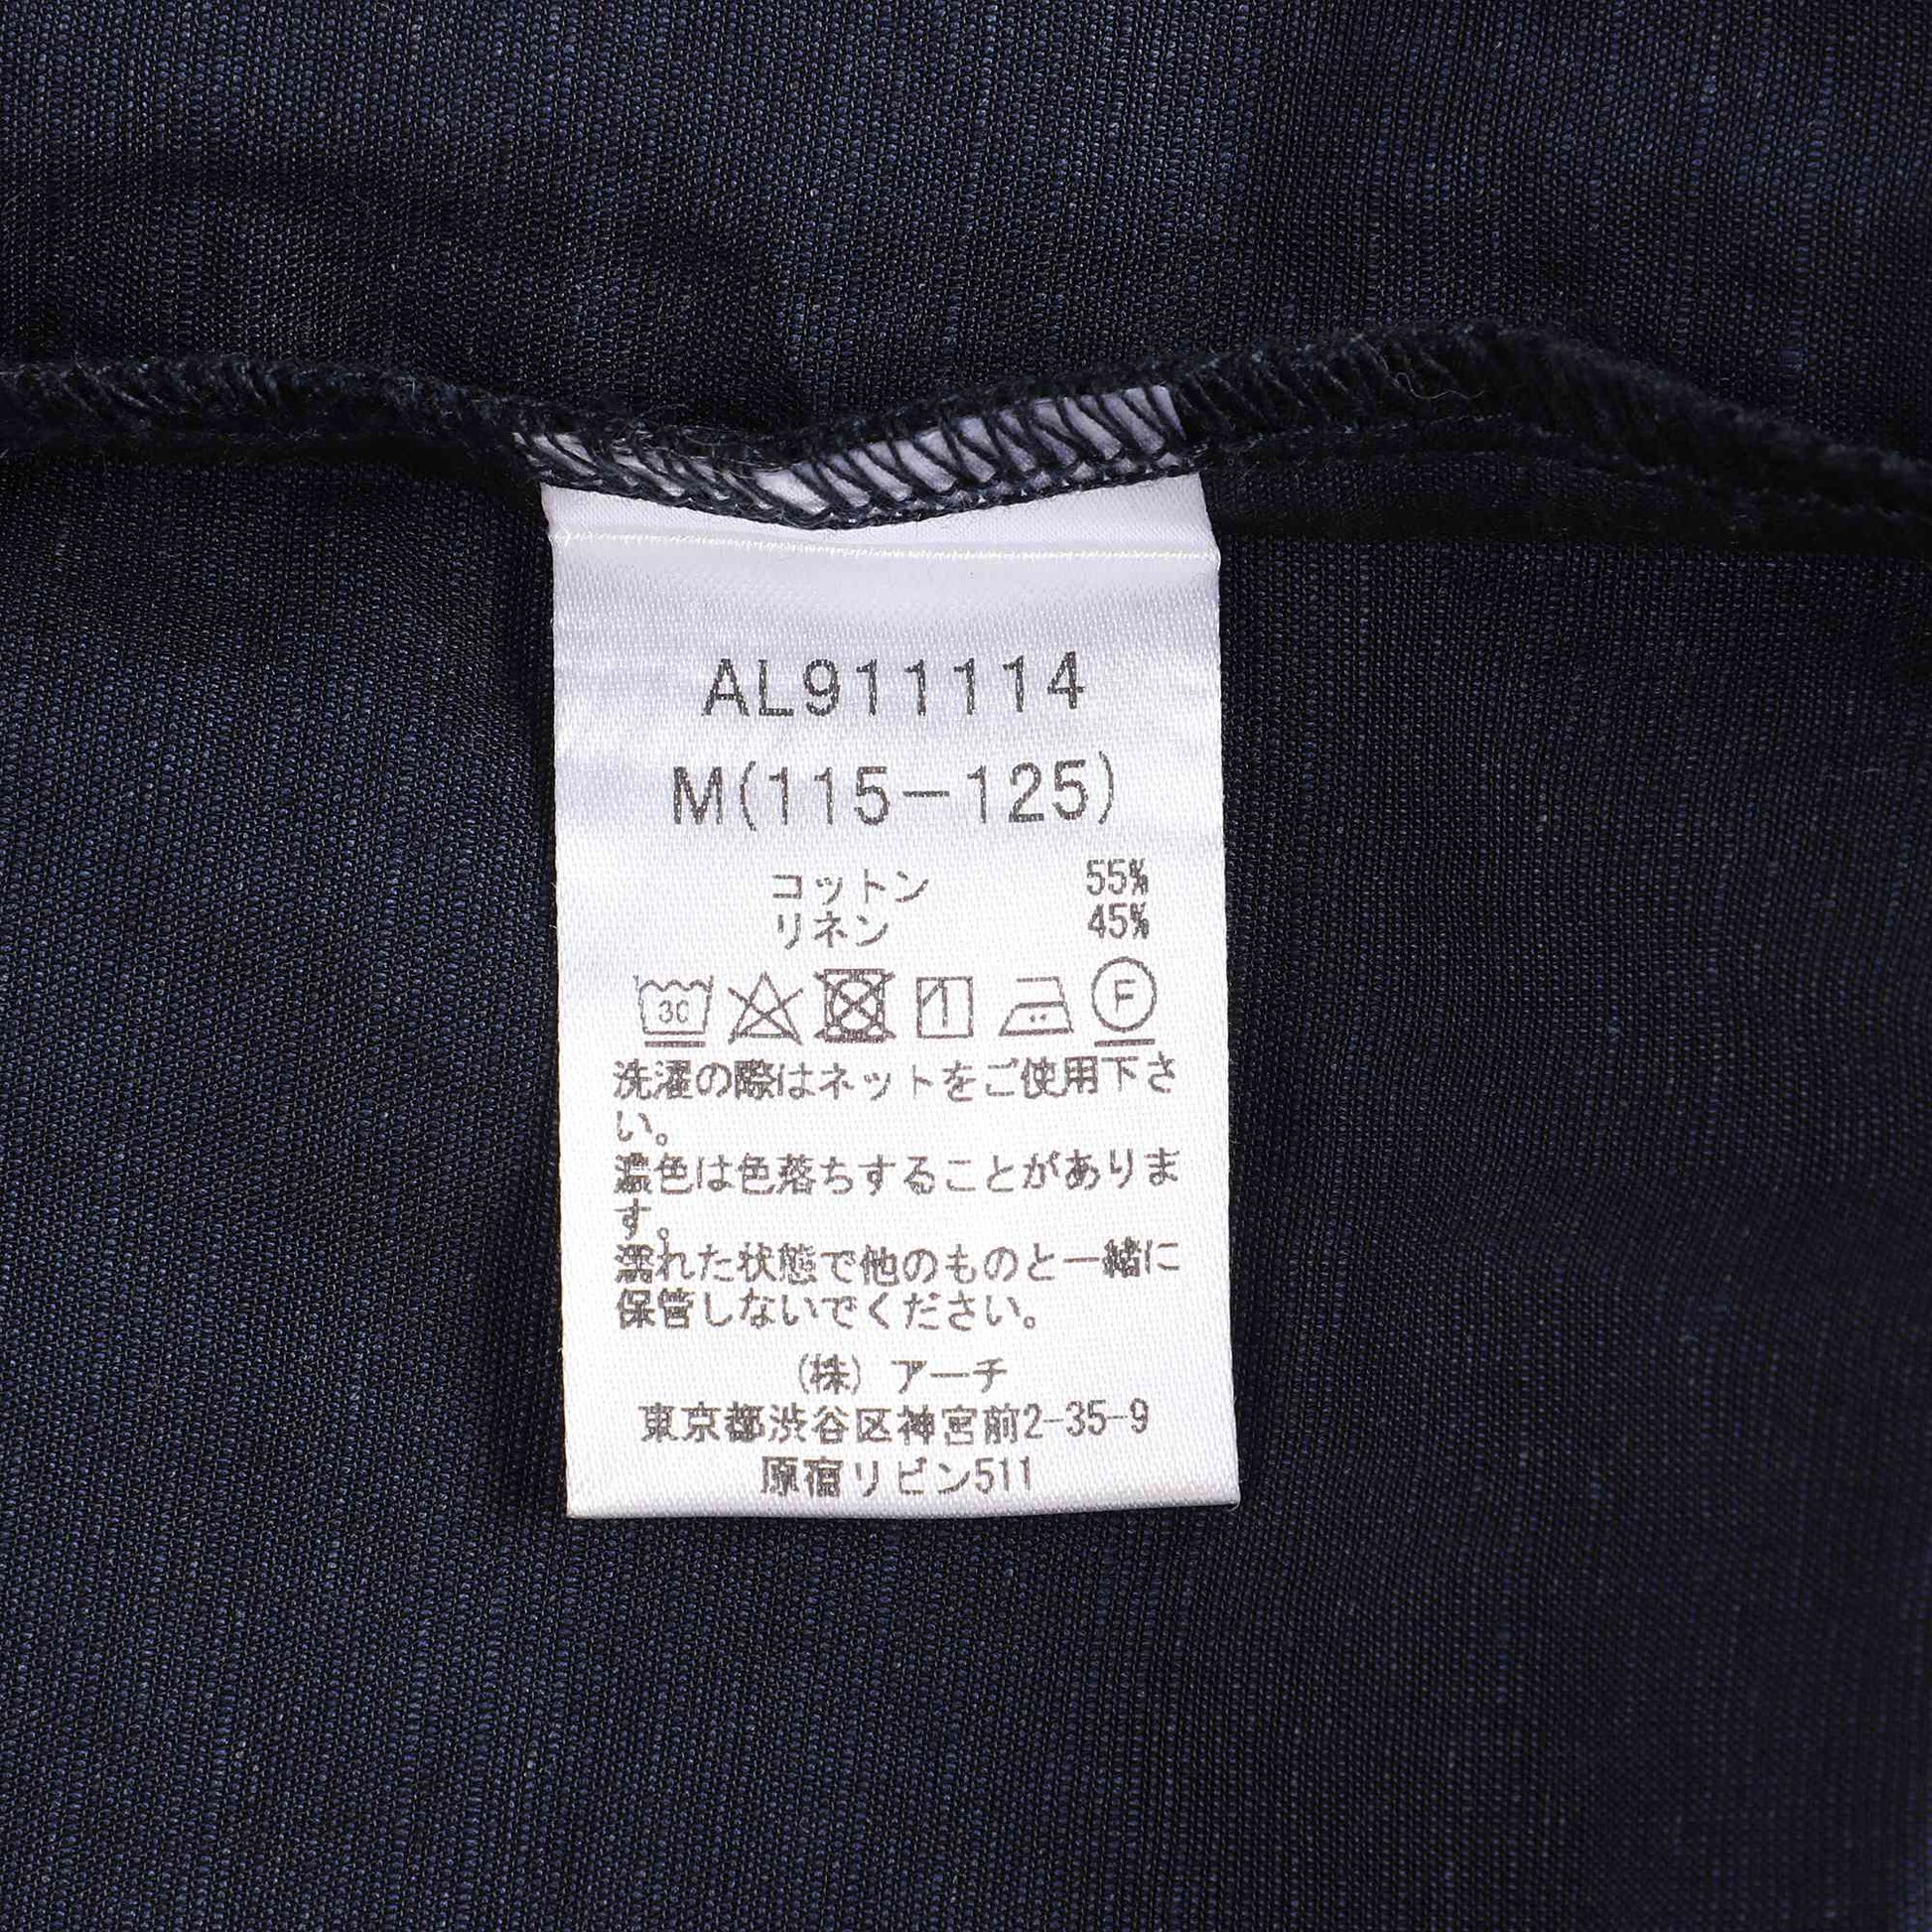 AL911114
M(115-125)
コットン 55%
リネン 45%
30 F
洗濯の際はネットをご使用下さ
い。
濃色は色落ちすることがありま
す。
濡れた状態で他のものと一緒に
保管しないでください。
(株) アーチ
東京都渋谷区神宮前2-35-9
原宿リビン511